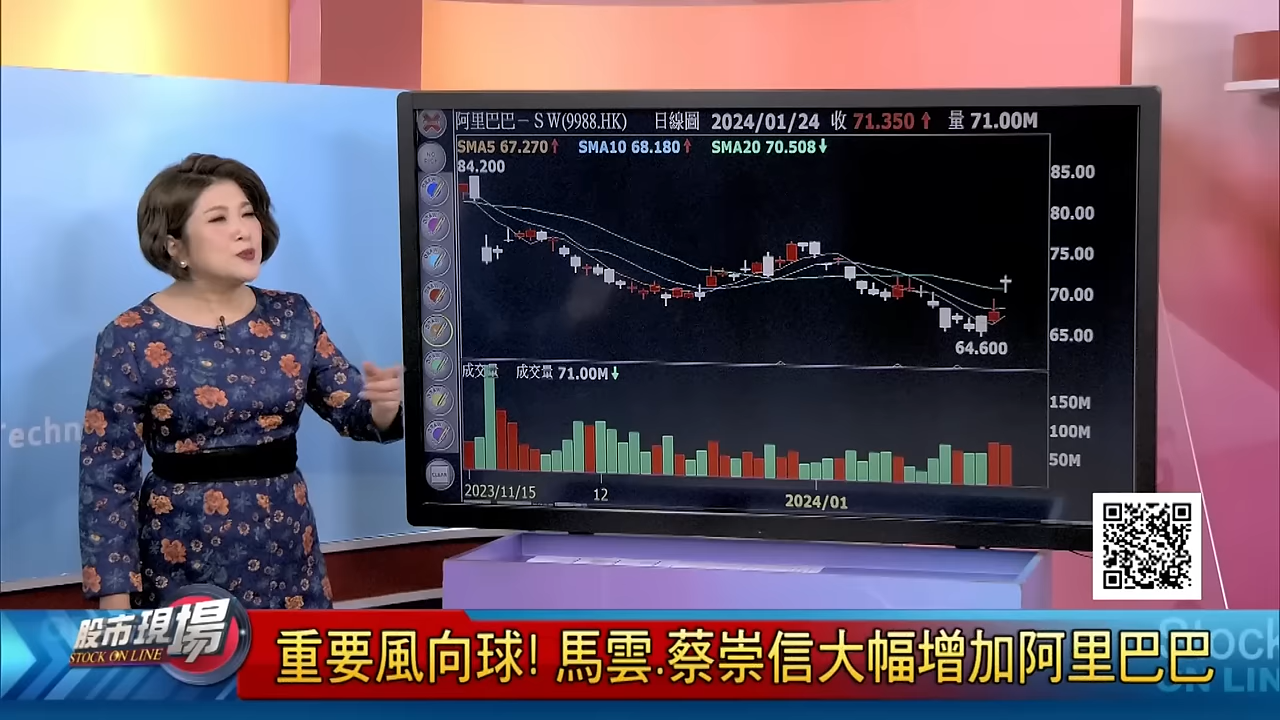 阿里巴巴－ＳＷ(9988.HK) 日線圖 2024/01/24 收 71.350↑ 量 71.00M
SMA5 67.270↑ SMA10 68.180↑ SMA20 70.508↓
84.200
85.00
80.00
75.00
70.00
65.00
64.600
成交量 成交量 71.00M↓
150M
100M
50M
2023/11/15 12 2024/01
CLEAR
Techn
股市現場
STOCK ON LINE
重要風向球! 馬雲.蔡崇信大幅增加阿里巴巴
Stock
ON LIN